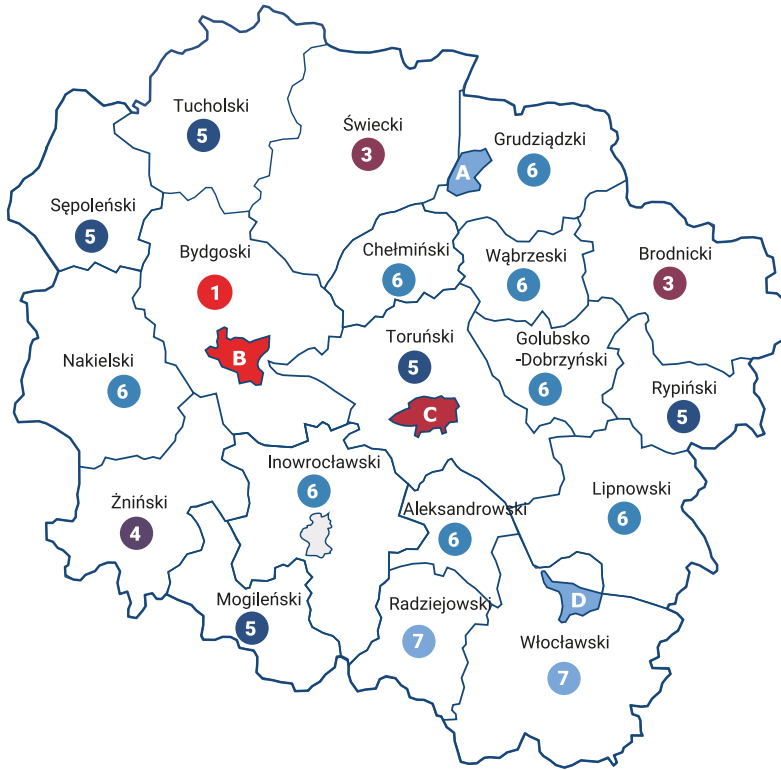 Tucholski
5
Świecki
3
Grudziądzki
6
A
Sępoleński
5
Bydgoski
1
Chełmiński
6
Wąbrzeski
6
Brodnicki
3
B
Nakielski
6
Toruński
5
Golubsko
-Dobrzyński
6
Rypiński
5
C
Inowrocławski
6
Żniński
4
Aleksandrowski
6
Lipnowski
6
Mogileński
5
Radziejowski
7
D
Włocławski
7